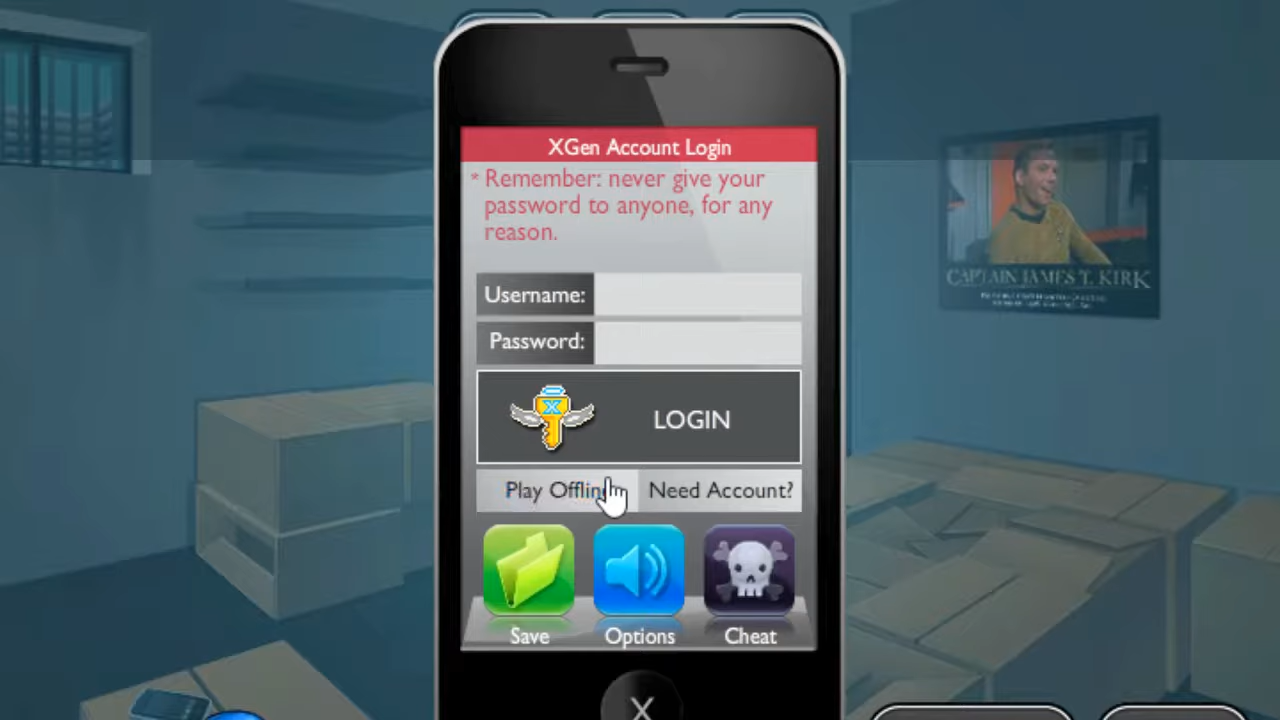 XGen Account Login
* Remember: never give your
password to anyone, for any
reason.
Username:
Password:
X
LOGIN
Play Offlin
Need Account?
Save
Options
Cheat
X
CAPTAIN JAMES T. KIRK